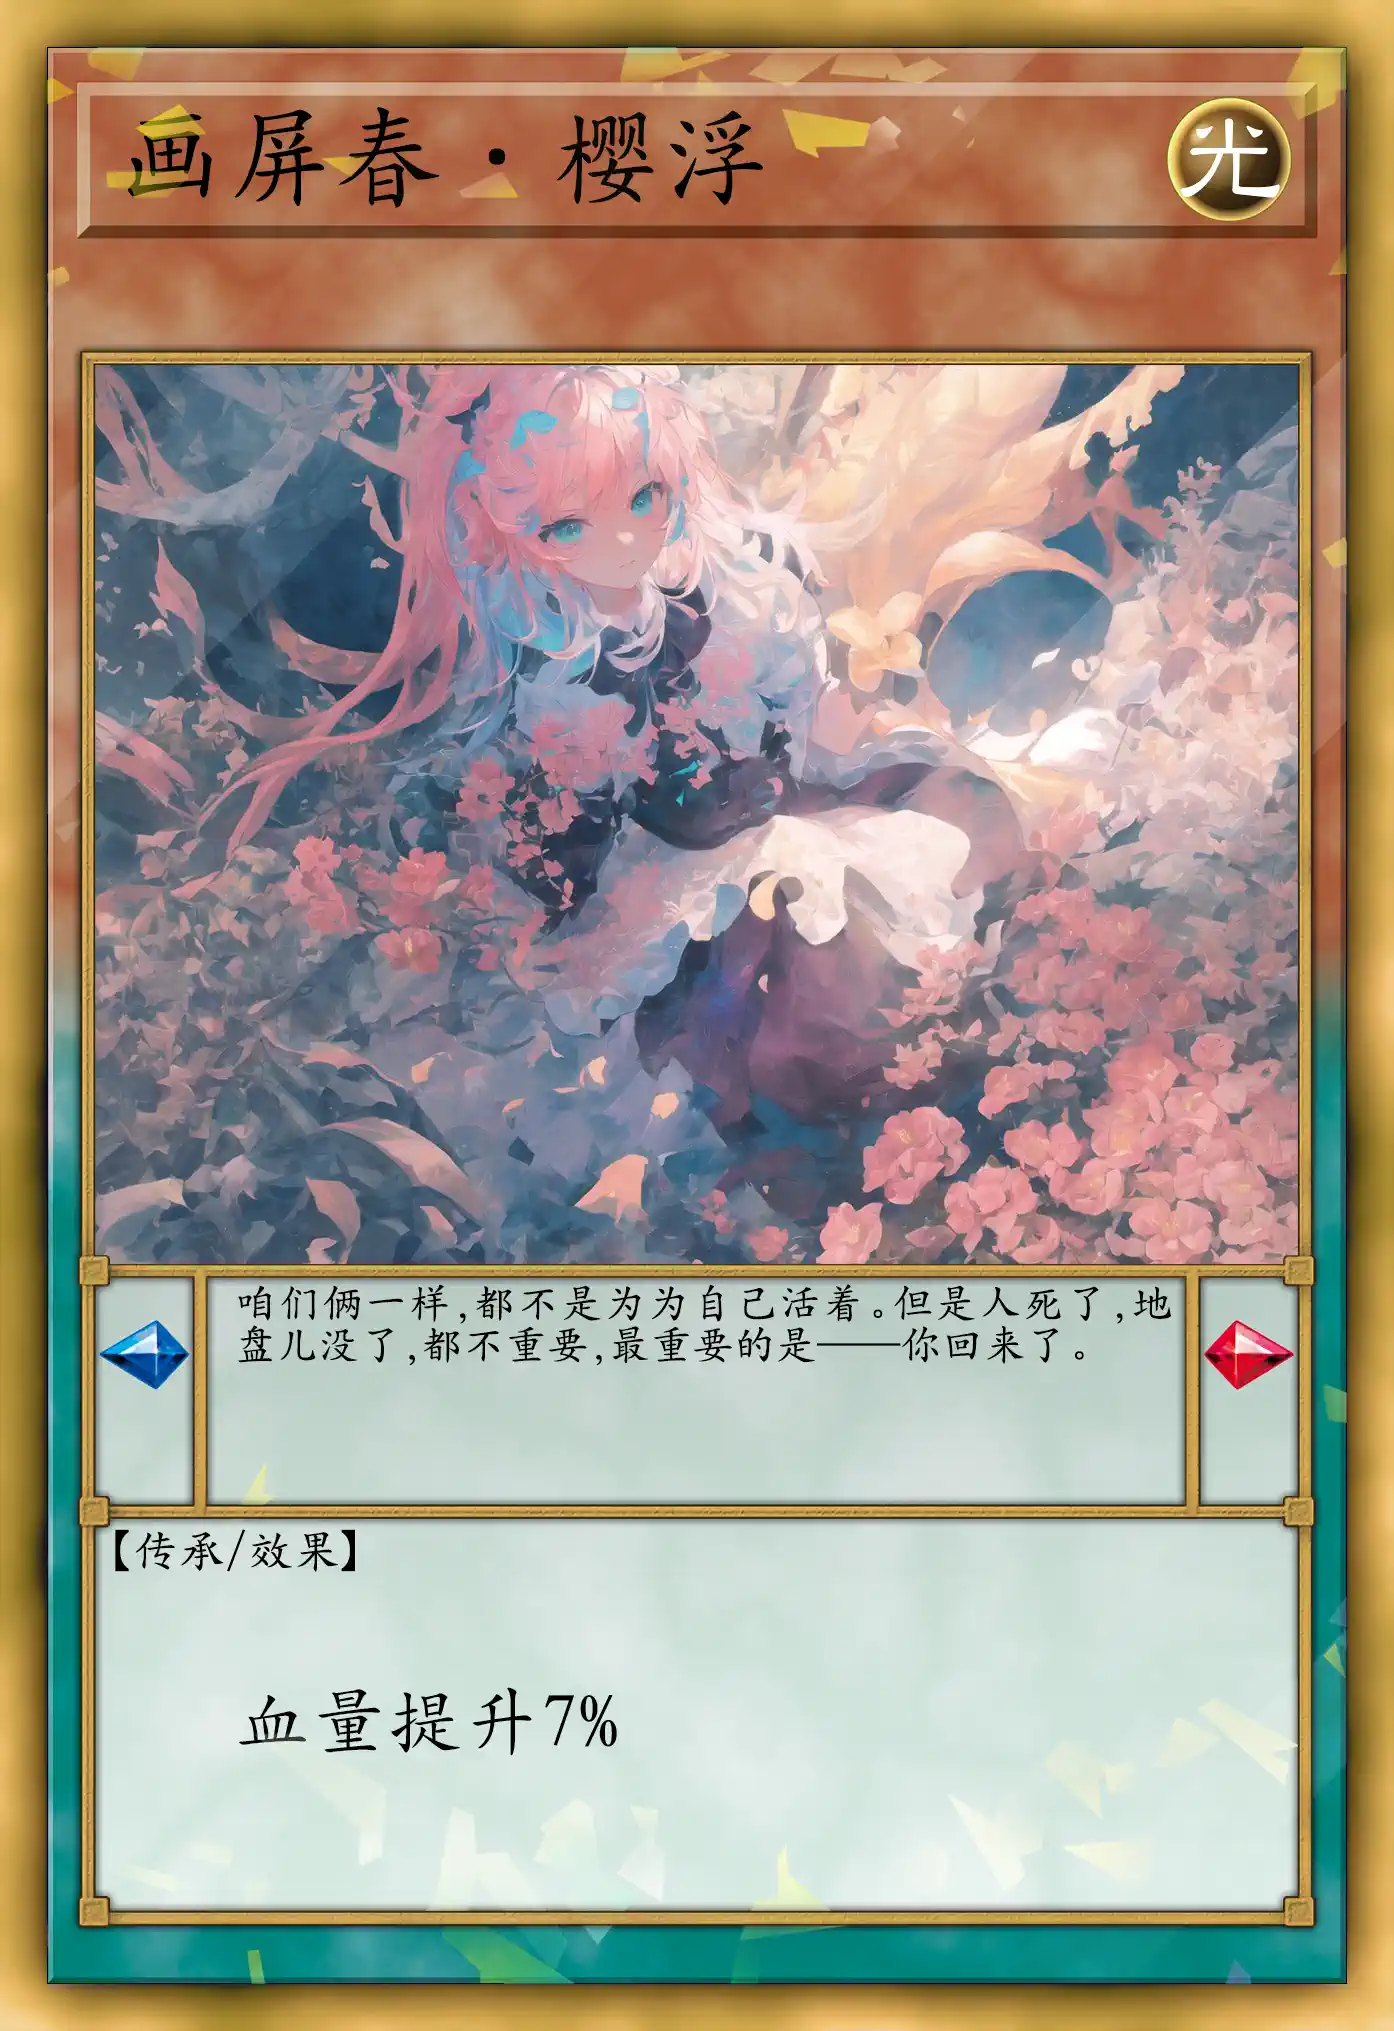 画屏春·樱浮
光
咱们俩一样,都不是为为自己活着。但是人死了,地
盘儿没了,都不重要,最重要的是——你回来了。
【传承/效果】
血量提升7%